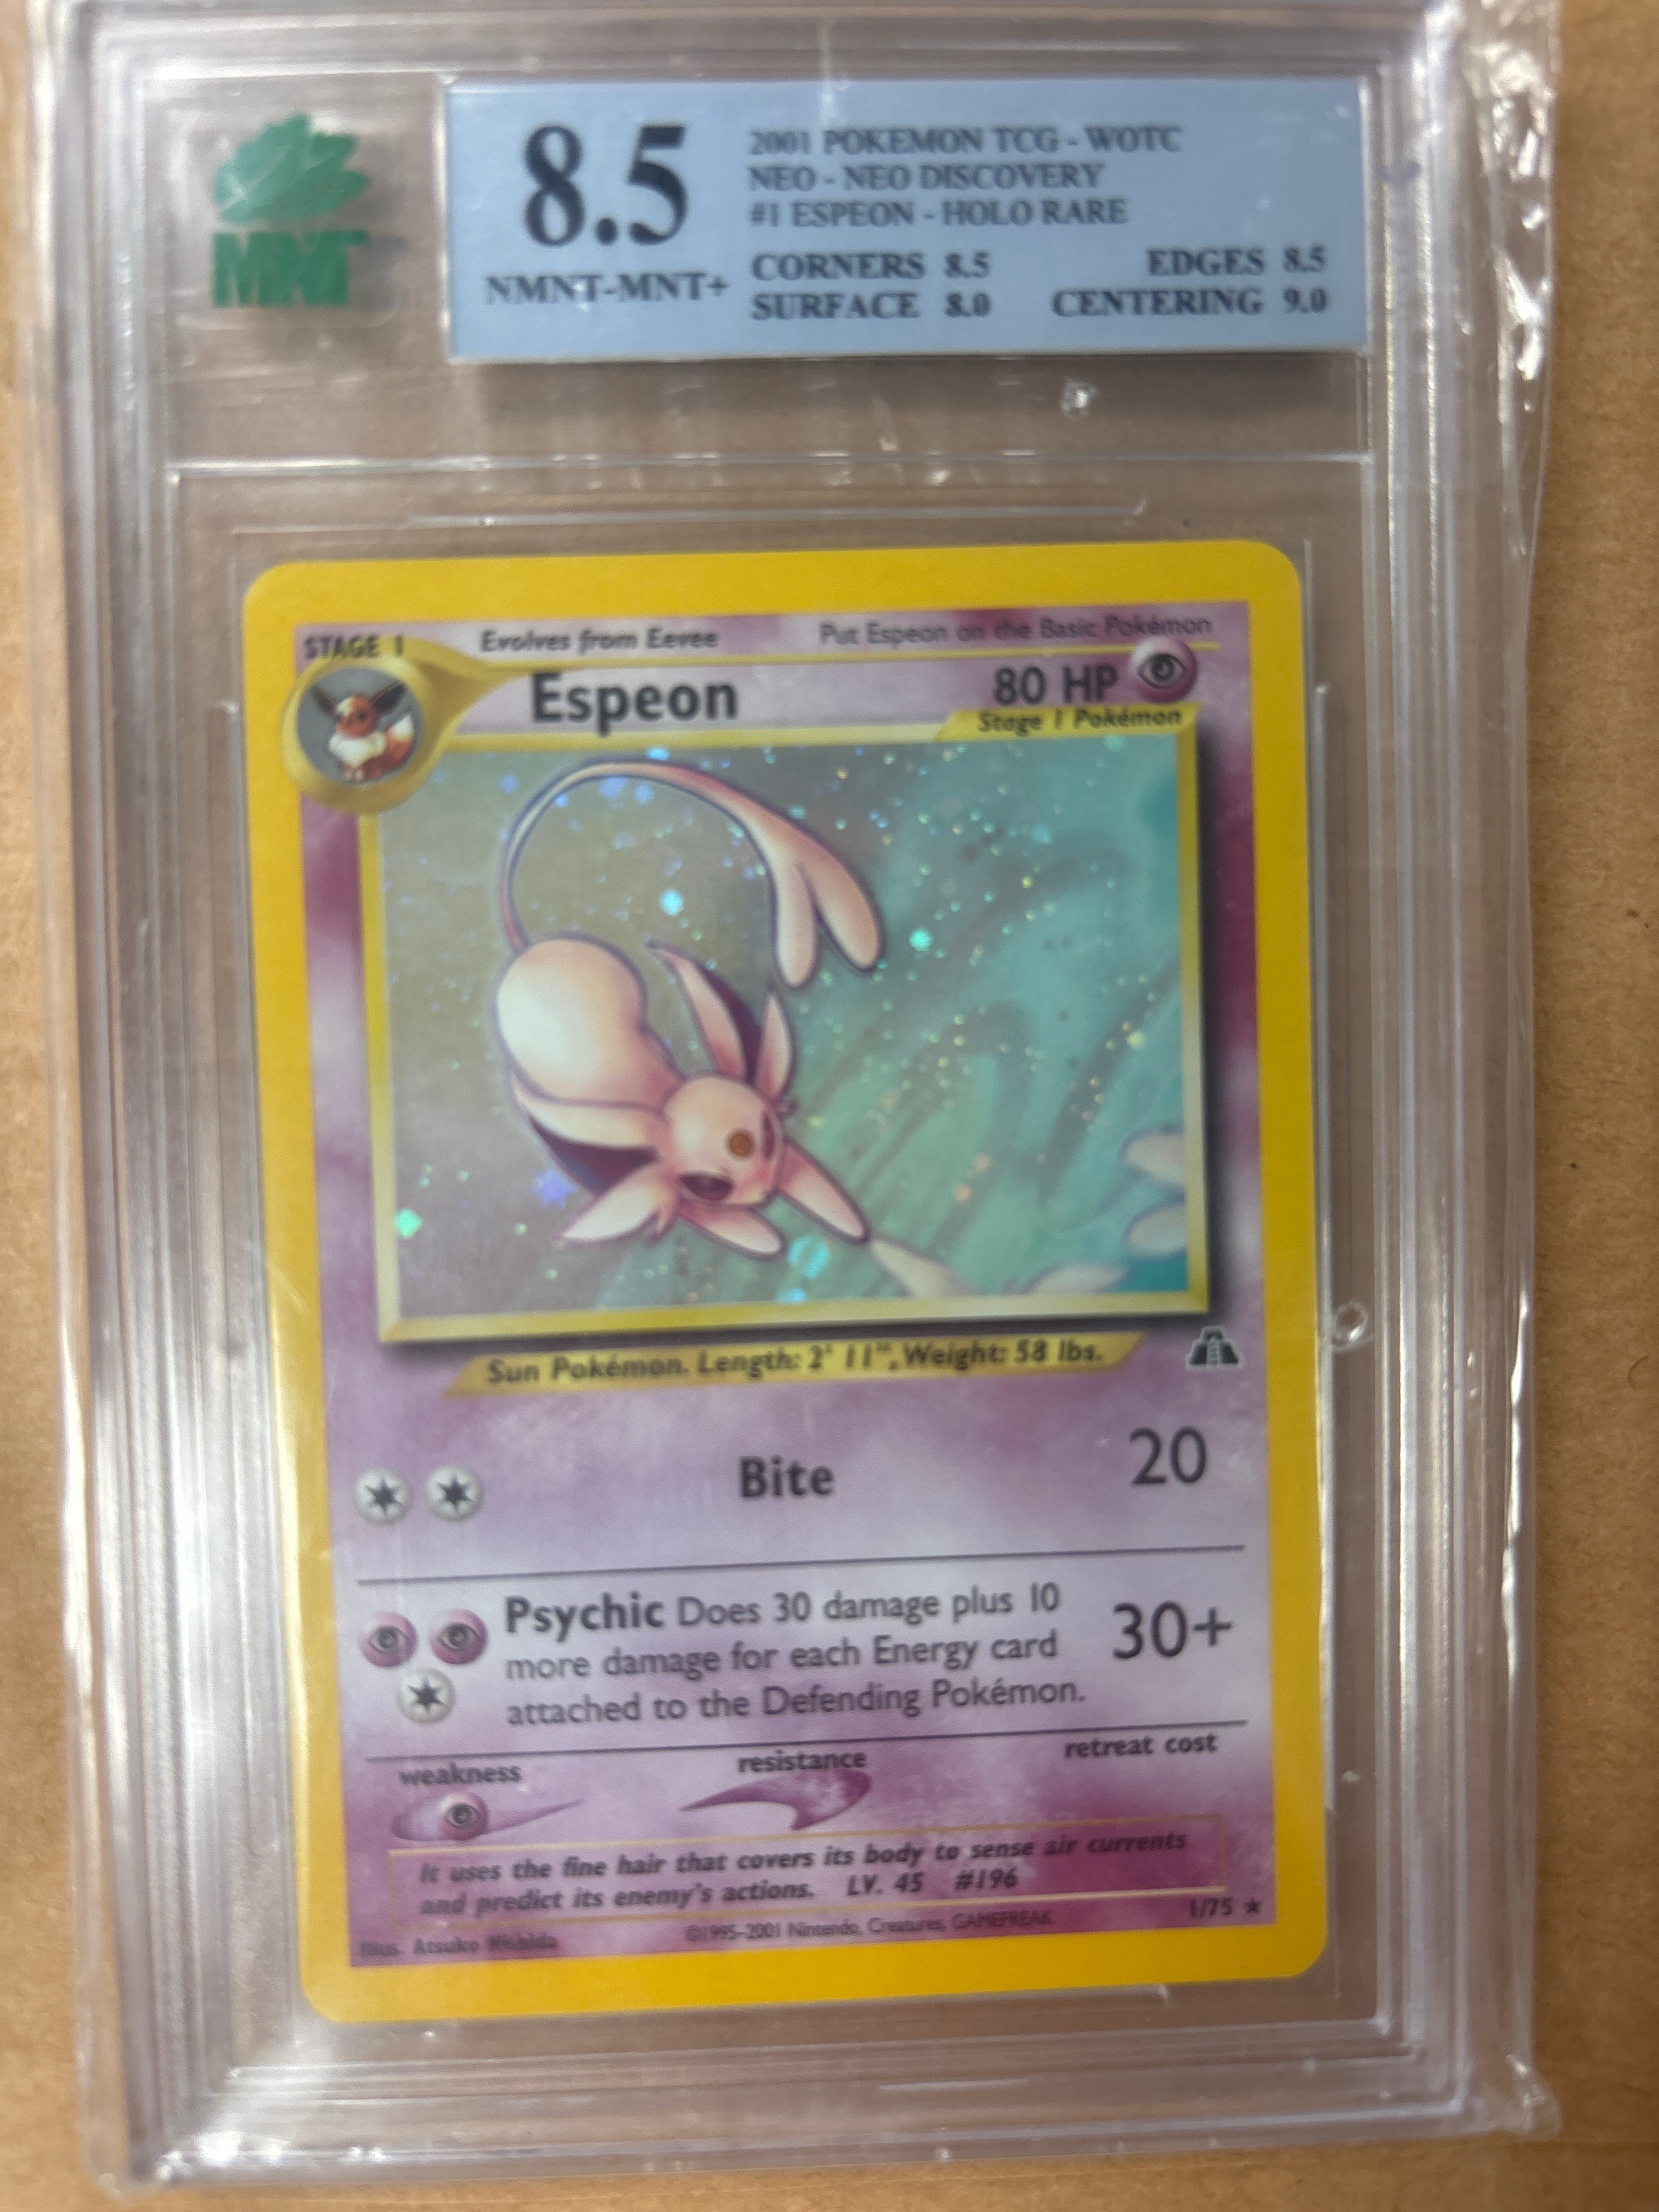 MNT
8.5
NMNT-MNT+
2001 POKEMON TCG - WOTC
NEO - NEO DISCOVERY
#1 ESPEON - HOLO RARE
CORNERS 8.5 EDGES 8.5
SURFACE 8.0 CENTERING 9.0
STAGE 1 Evolves from Eevee Put Espeon on the Basic Pokémon
Espeon 80 HP
Stage 1 Pokémon
Sun Pokémon. Length: 2' 11", Weight: 58 lbs.
Bite 20
Psychic Does 30 damage plus 10
more damage for each Energy card
attached to the Defending Pokémon.
30+
weakness resistance retreat cost
It uses the fine hair that covers its body to sense air currents
and predict its enemy's actions. LV. 45 #196
Illus. Atsuko Nishida ©1995-2001 Nintendo, Creatures, GAMEFREAK. 1/75 ★